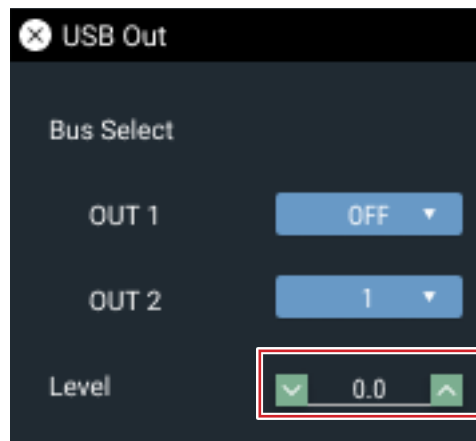 USB Out
Bus Select
OUT 1 OFF
OUT 2 1
Level 0.0